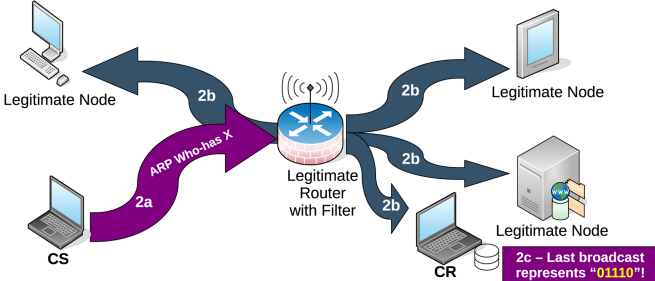 Legitimate Node
2b
ARP Who-has X
2a
CS
Legitimate
Router
with Filter
2b
Legitimate Node
2b
2b
WWW
Legitimate Node
CR
2c – Last broadcast
represents “01110”!